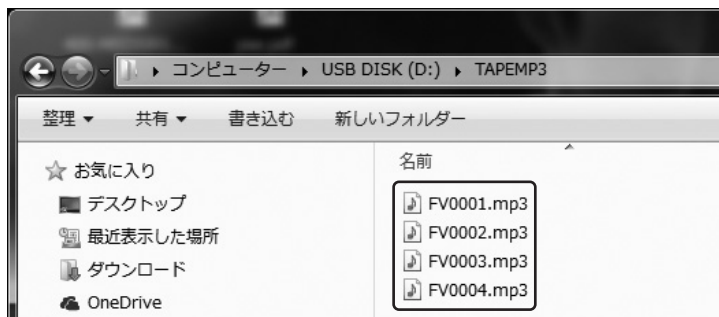 コンピューター ▸ USB DISK (D:) ▸ TAPEMP3
整理 ▼ 共有 ▼ 書き込む 新しいフォルダー
お気に入り
デスクトップ
最近表示した場所
ダウンロード
OneDrive
名前
FV0001.mp3
FV0002.mp3
FV0003.mp3
FV0004.mp3